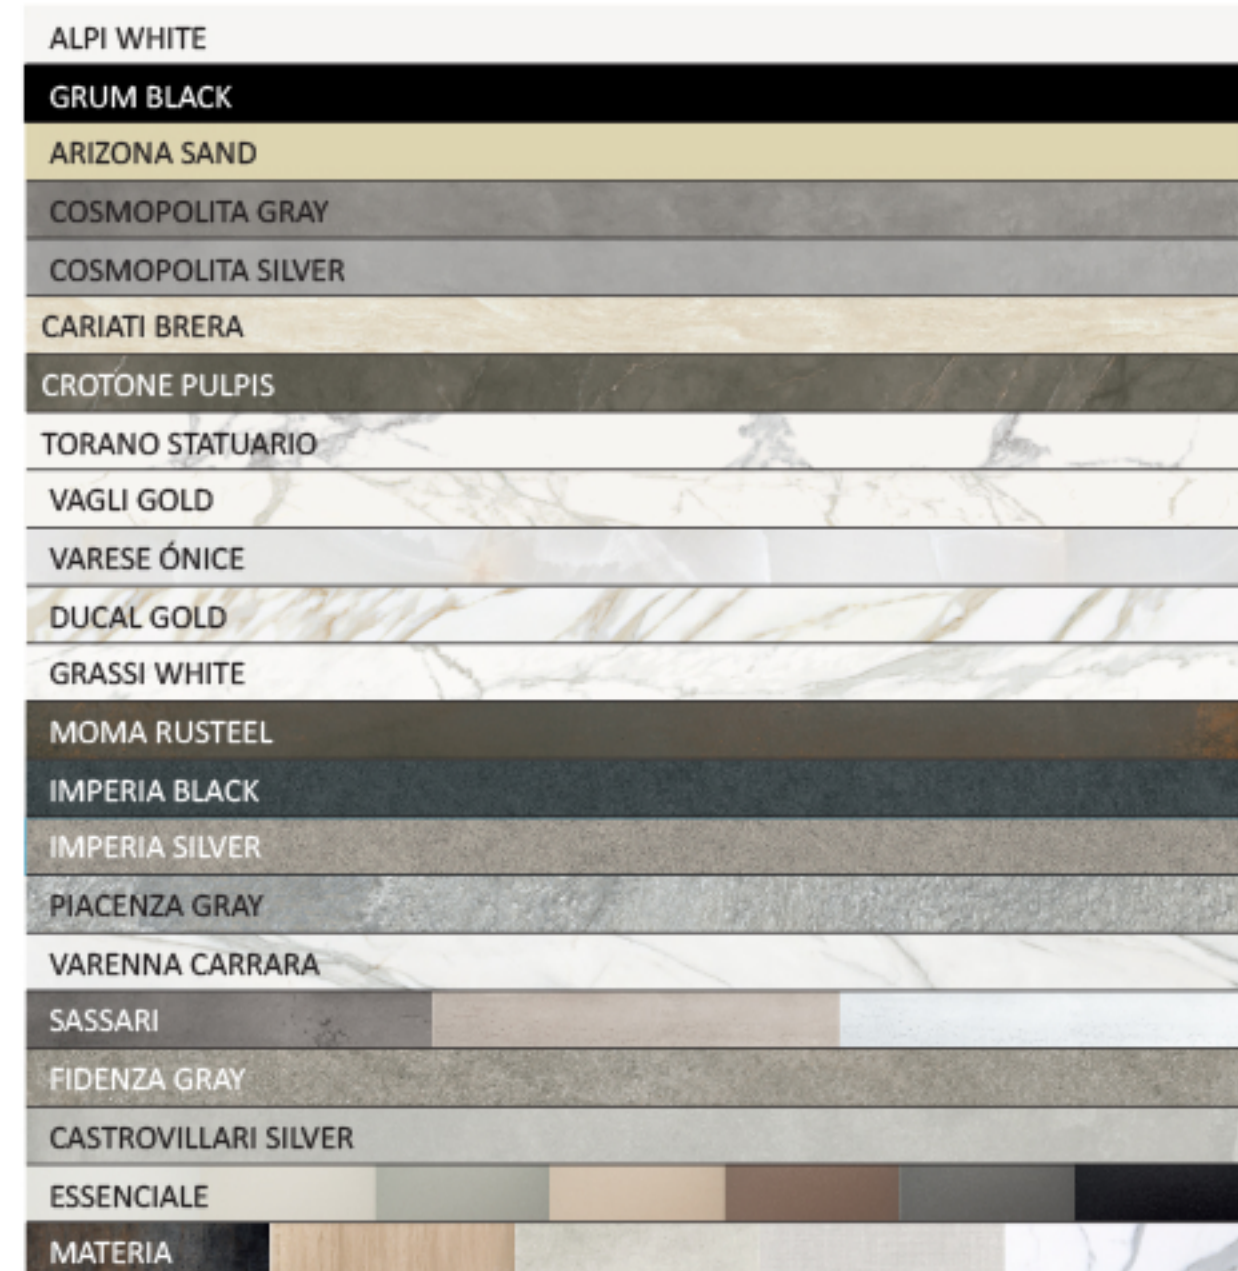 ALPI WHITE
GRUM BLACK
ARIZONA SAND
COSMOPOLITA GRAY
COSMOPOLITA SILVER
CARIATI BRERA
CROTONE PULPIS
TORANO STATUARIO
VAGLI GOLD
VARESE ÓNICE
DUCAL GOLD
GRASSI WHITE
MOMA RUSTEEL
IMPERIA BLACK
IMPERIA SILVER
PIACENZA GRAY
VARENNA CARRARA
SASSARI
FIDENZA GRAY
CASTROVILLARI SILVER
ESSENCIALE
MATERIA